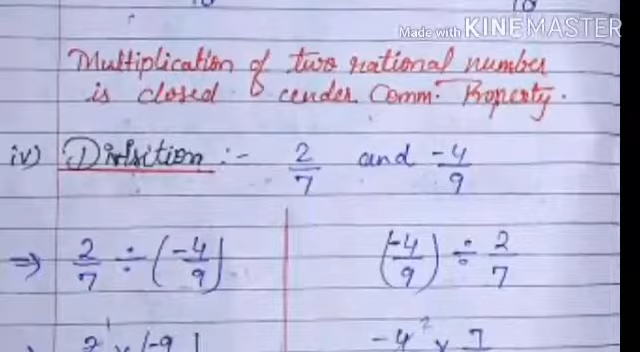 Made with KINEMASTER
Multiplication of two rational number
is closed under Comm. Property.
iv) Division :- 2/7 and -4/9
⇒ 2/7 ÷ (-4/9) (-4/9) ÷ 2/7